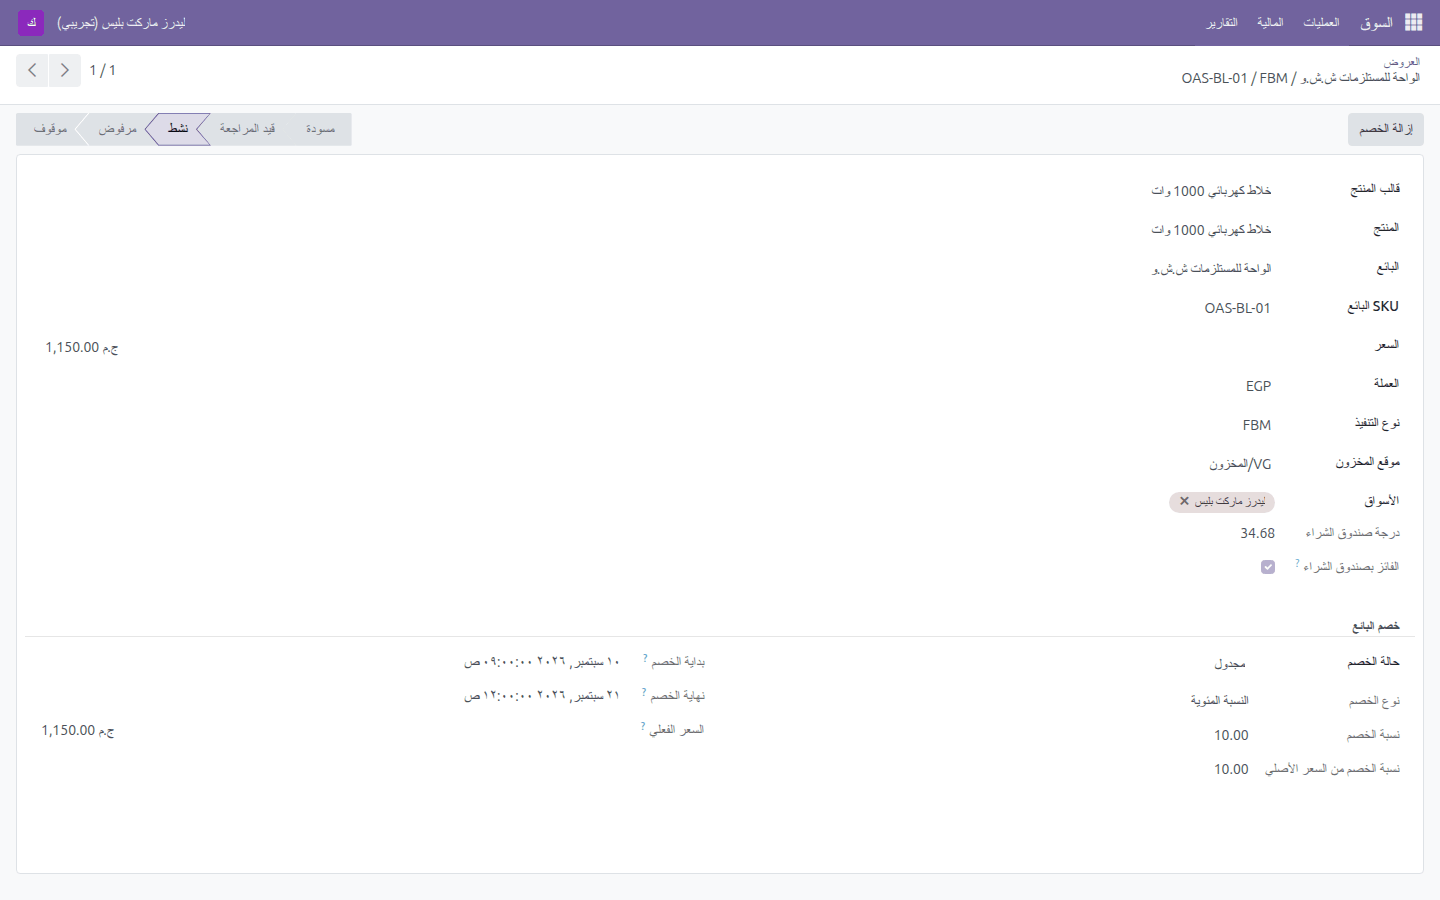 السوق
العمليات
المالية
التقارير
ليدرز ماركت بليس (تجريبي)
ك
العروض
الواحة للمستلزمات ش.ش.و / OAS-BL-01 / FBM
1 / 1
إزالة الخصم
مسودة
قيد المراجعة
نشط
مرفوض
موقوف
قالب المنتج
خلاط كهربائي 1000 وات
المنتج
خلاط كهربائي 1000 وات
البائع
الواحة للمستلزمات ش.ش.و
SKU البائع
OAS-BL-01
السعر
1,150.00 ج.م
العملة
EGP
نوع التنفيذ
FBM
موقع المخزون
VG/المخزون
الأسواق
ليدرز ماركت بليس ✕
درجة صندوق الشراء
34.68
الفائز بصندوق الشراء ?
خصم البائع
حالة الخصم
مجدول
بداية الخصم ?
١٠ سبتمبر, ٢٠٢٦ ٠٩:٠٠:٠٠ ص
نوع الخصم
النسبة المئوية
نهاية الخصم ?
٢١ سبتمبر, ٢٠٢٦ ١٢:٠٠:٠٠ ص
نسبة الخصم
10.00
السعر الفعلي ?
1,150.00 ج.م
نسبة الخصم من السعر الأصلي
10.00